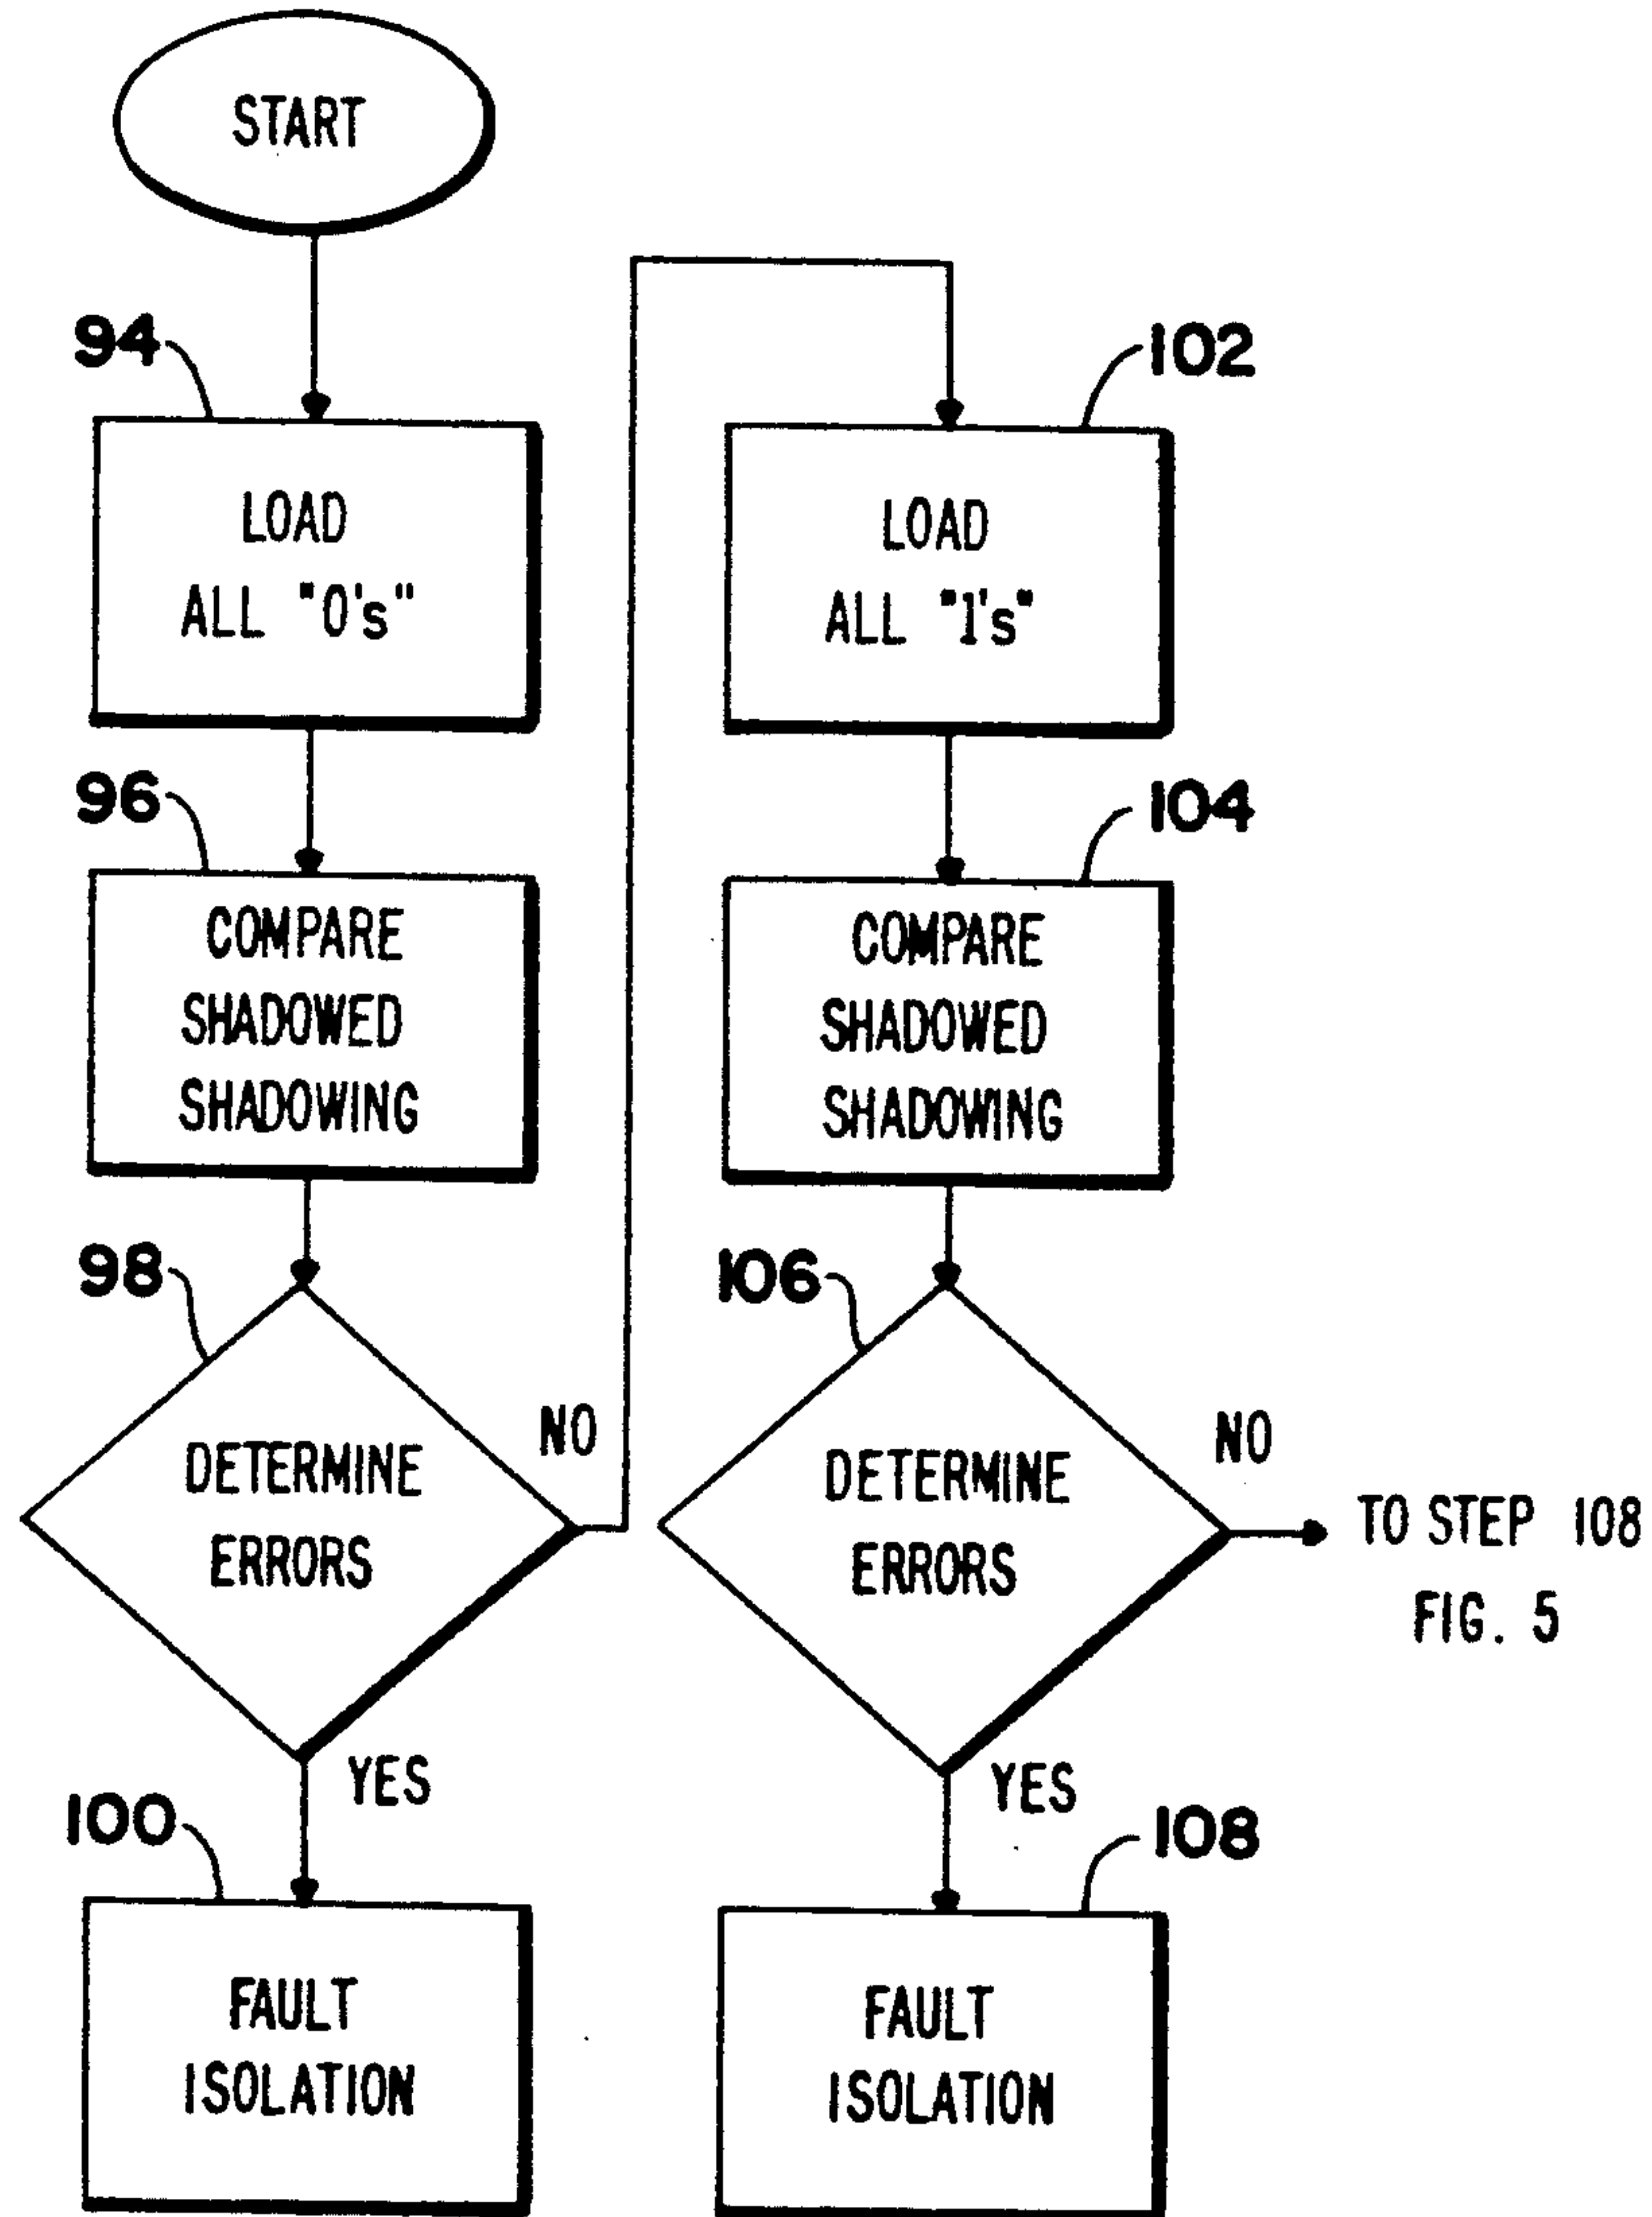 START
94
LOAD
ALL "0's"
96
COMPARE
SHADOWED
SHADOWING
98
DETERMINE
ERRORS
NO
YES
100
FAULT
ISOLATION
102
LOAD
ALL "1's"
104
COMPARE
SHADOWED
SHADOWING
106
DETERMINE
ERRORS
NO
TO STEP 108
FIG. 5
YES
108
FAULT
ISOLATION